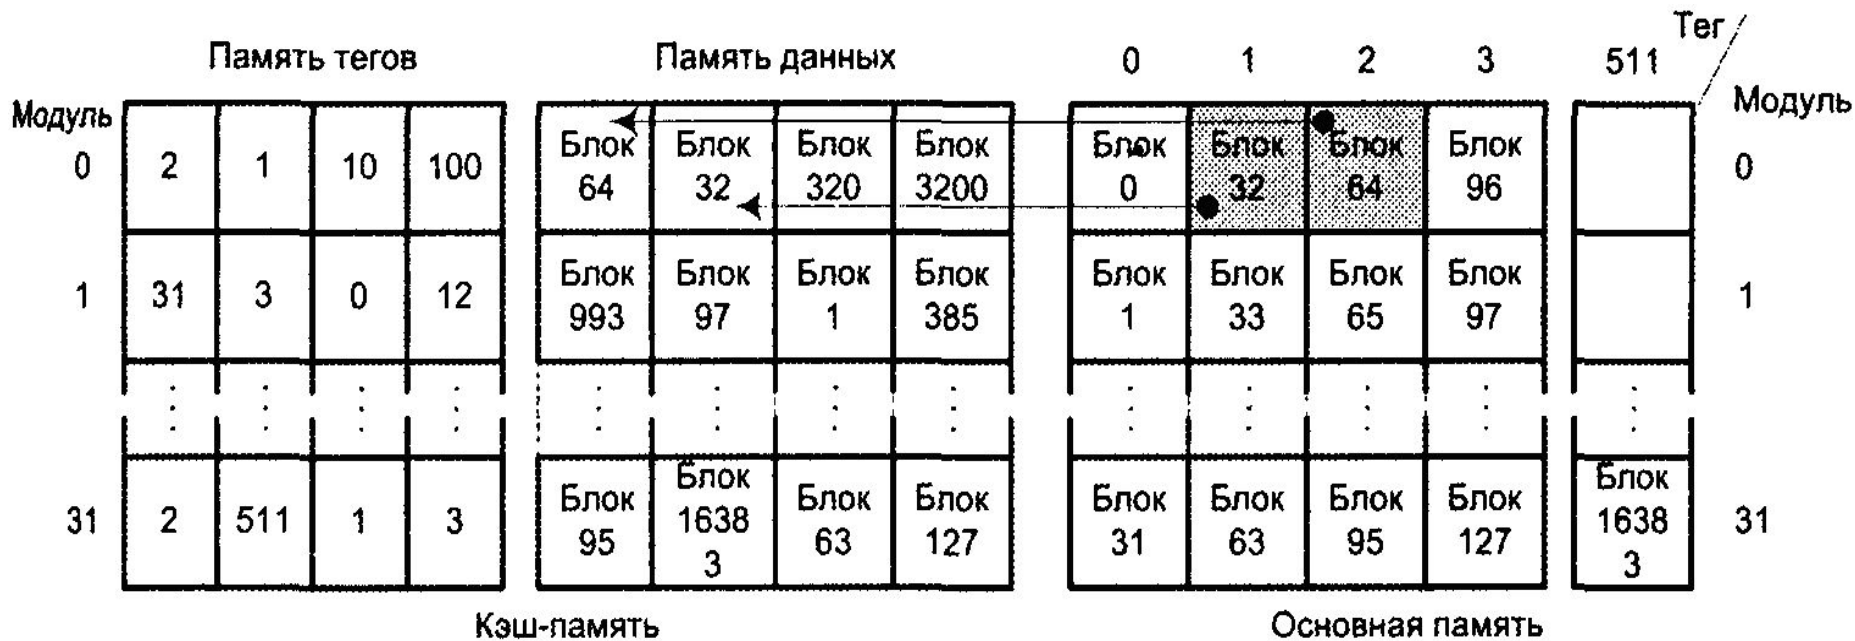 Тег
Память тегов Память данных 0 1 2 3 511
Модуль Модуль
0 2 1 10 100 Блок 64 Блок 32 Блок 320 Блок 3200 Блок 0 Блок 32 Блок 64 Блок 96 0
1 31 3 0 12 Блок 993 Блок 97 Блок 1 Блок 385 Блок 1 Блок 33 Блок 65 Блок 97 1
31 2 511 1 3 Блок 95 Блок 1638 3 Блок 63 Блок 127 Блок 31 Блок 63 Блок 95 Блок 127 Блок 1638 3 31
Кэш-память Основная память